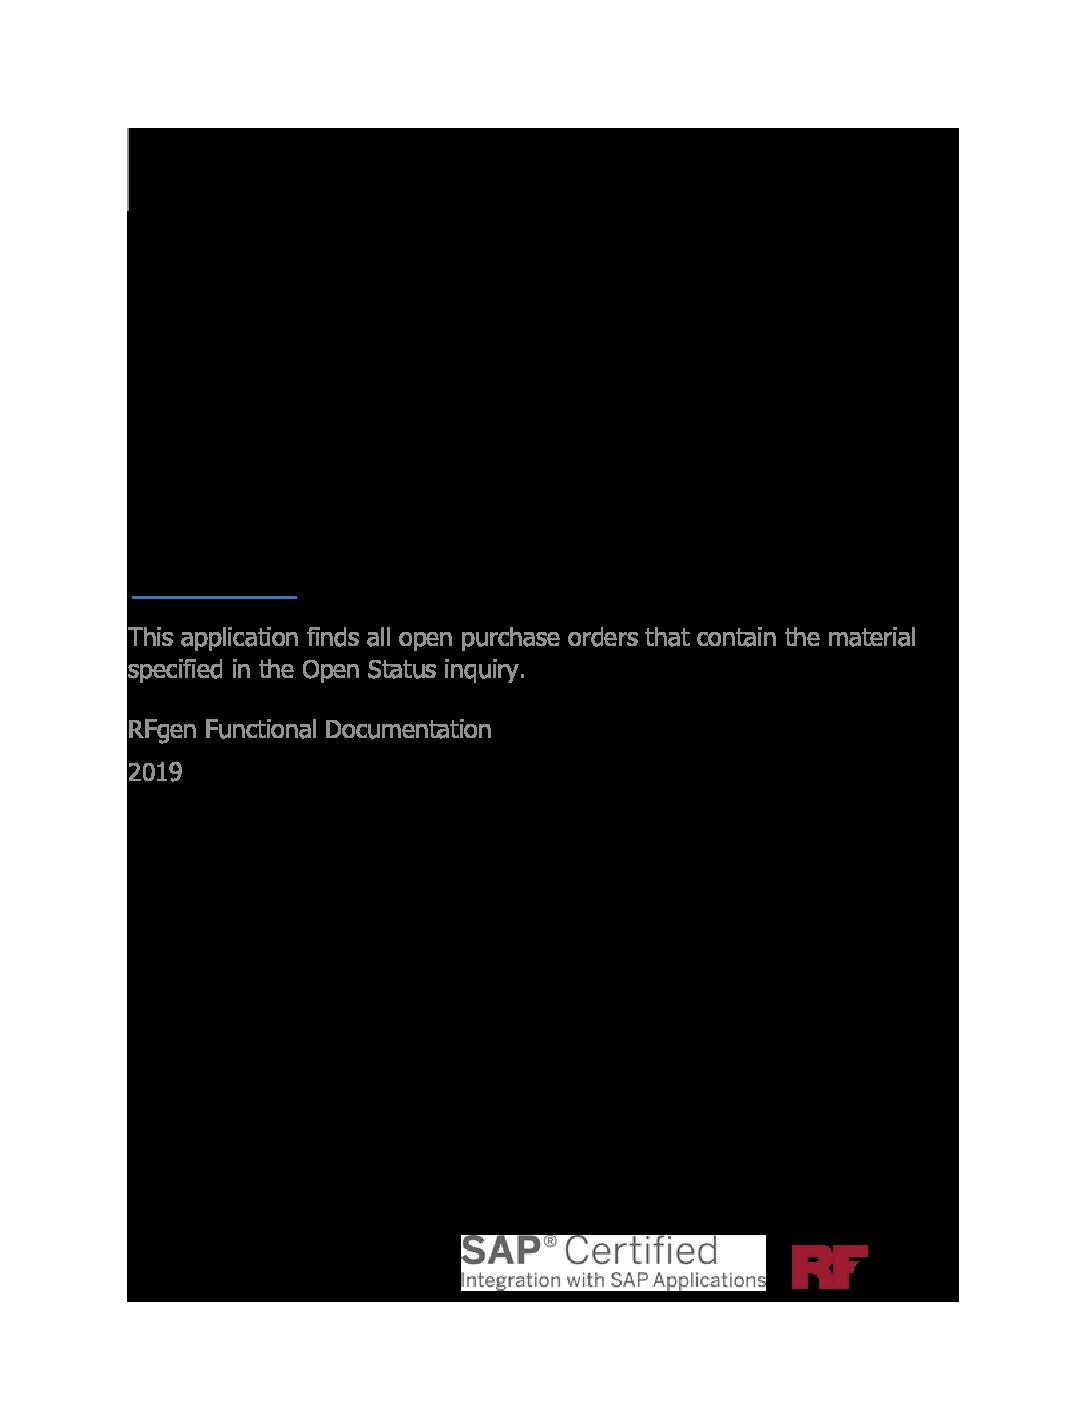 This application finds all open purchase orders that contain the material
specified in the Open Status inquiry.
RFgen Functional Documentation
2019
SAP® Certified
Integration with SAP Applications
RF